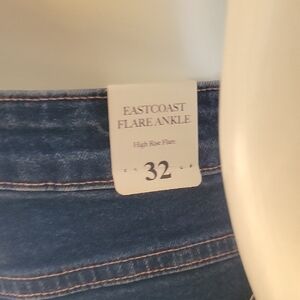 EASTCOAST
FLARE ANKLE
High Rise Flare
32